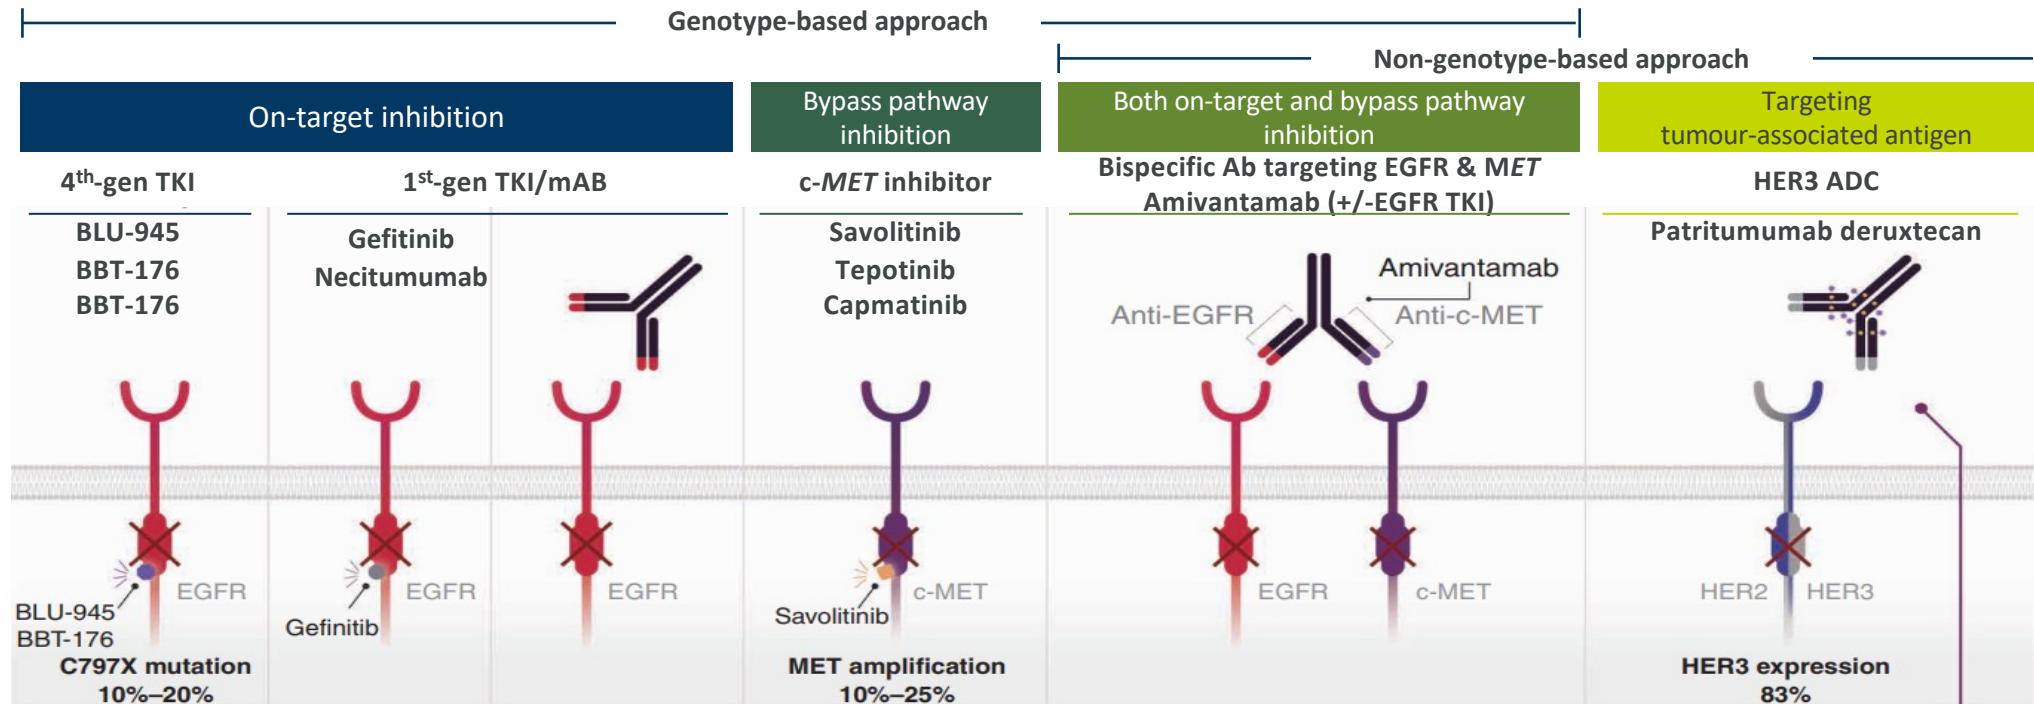 Genotype-based approach
Non-genotype-based approach
On-target inhibition
Bypass pathway
inhibition
Both on-target and bypass pathway
inhibition
Targeting
tumour-associated antigen
4th-gen TKI
1st-gen TKI/mAB
c-MET inhibitor
Bispecific Ab targeting EGFR & MET
Amivantamab (+/-EGFR TKI)
HER3 ADC
BLU-945
BBT-176
BBT-176
Gefitinib
Necitumumab
Savolitinib
Tepotinib
Capmatinib
Amivantamab
Anti-EGFR
Anti-c-MET
Patritumumab deruxtecan
EGFR
BLU-945
BBT-176
C797X mutation
10%–20%
EGFR
Gefinitib
EGFR
c-MET
Savolitinib
MET amplification
10%–25%
EGFR
c-MET
HER2
HER3
HER3 expression
83%